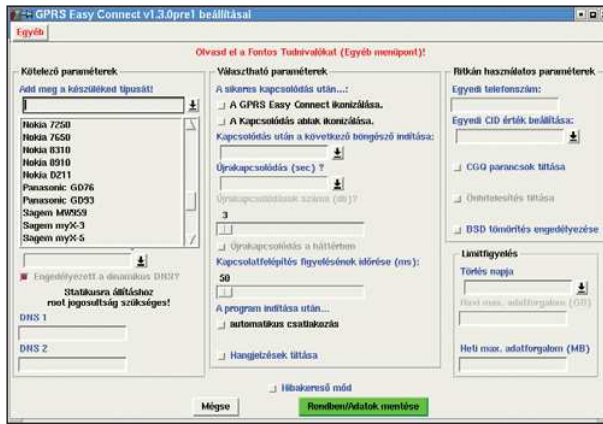 GPRS Easy Connect v1.3.0pre1 beállításai
Egyéb
Olvasd el a Fontos Tudnivalókat (Egyéb menüpont)!
Kötelező paraméterek
Add meg a készüléked típusát!
Nokia 7250
Nokia 7650
Nokia 8310
Nokia 8910
Nokia D211
Panasonic GD76
Panasonic GD93
Sagem MW959
Sagem myX-3
Sagem myX-5
Engedélyezett a dinamikus DNS?
Statikusra állításhoz
root jogosultság szükséges!
DNS 1
DNS 2
Választható paraméterek
A sikeres kapcsolódás után...:
A GPRS Easy Connect ikonizálása.
A Kapcsolódás ablak ikonizálása.
Kapcsolódás után a következő böngésző indítása:
Újrakapcsolódás (sec) ?
Újrakapcsolódások száma (db)?
3
Újrakapcsolódás a háttérben
Kapcsolatfelépítés figyelésének időrése (ms):
50
A program indítása után...
automatikus csatlakozás
Hangjelzések tiltása
Ritkán használatos paraméterek
Egyedi telefonszám:
Egyedi CID érték beállítása:
CGQ parancsok tiltása
Önhitelesítés tiltása
BSD tömörítés engedélyezése
Limitfigyelés
Törlés napja
Havi max. adatforgalom (GB)
Heti max. adatforgalom (MB)
Hibakereső mód
Mégse
Rendben/Adatok mentése